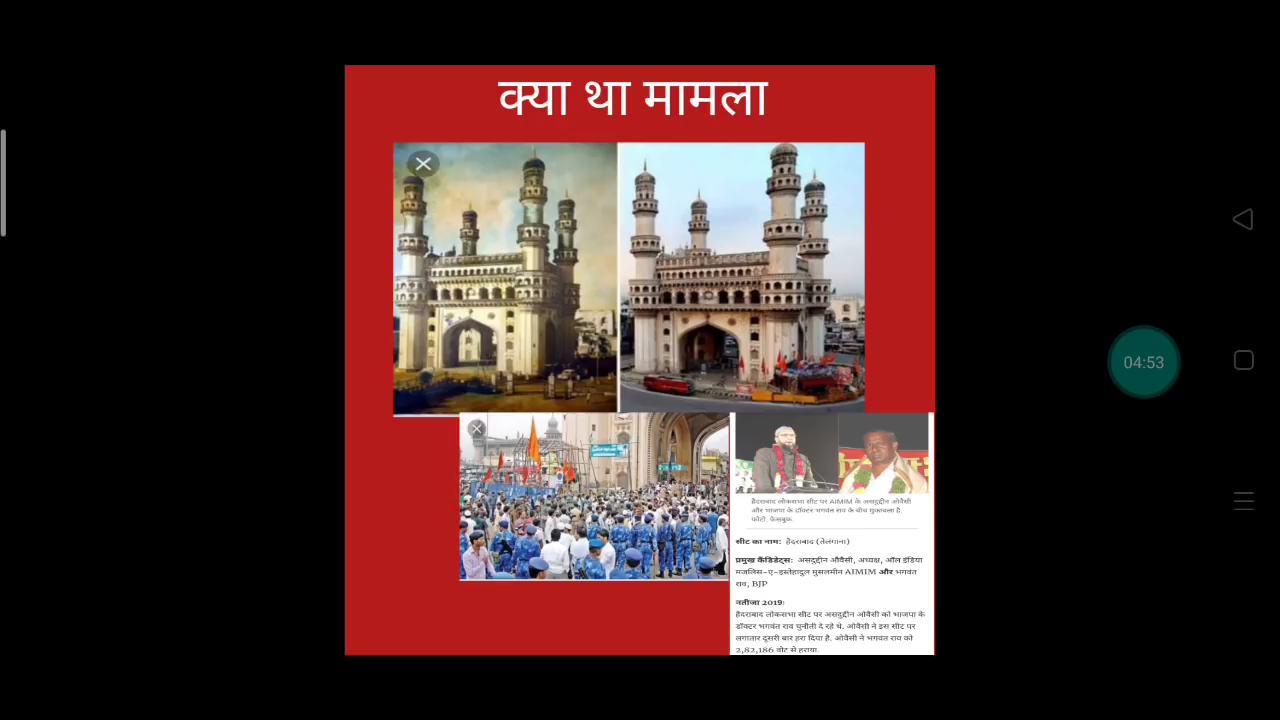 क्या था मामला
04:53
हैदराबाद लोकसभा सीट पर AIMIM के असदुद्दीन ओवैसी
और भाजपा के डॉक्टर भगवंत राव के बीच मुकाबला है.
फोटो. फेसबुक.
सीट का नाम: हैदराबाद (तेलंगाना)
प्रमुख कैंडिडेट्स: असदुद्दीन औवैसी, अध्यक्ष, ऑल इंडिया
मजलिस-ए-इत्तेहादुल मुसलमीन AIMIM और भगवंत
राव, BJP
नतीजा 2019:
हैदराबाद लोकसभा सीट पर असदुद्दीन ओवैसी को भाजपा के
डॉक्टर भगवंत राव चुनौती दे रहे थे. ओवैसी ने इस सीट पर
लगातार दूसरी बार हरा दिया है. ओवैसी ने भगवंत राव को
2,82,186 वोट से हराया.